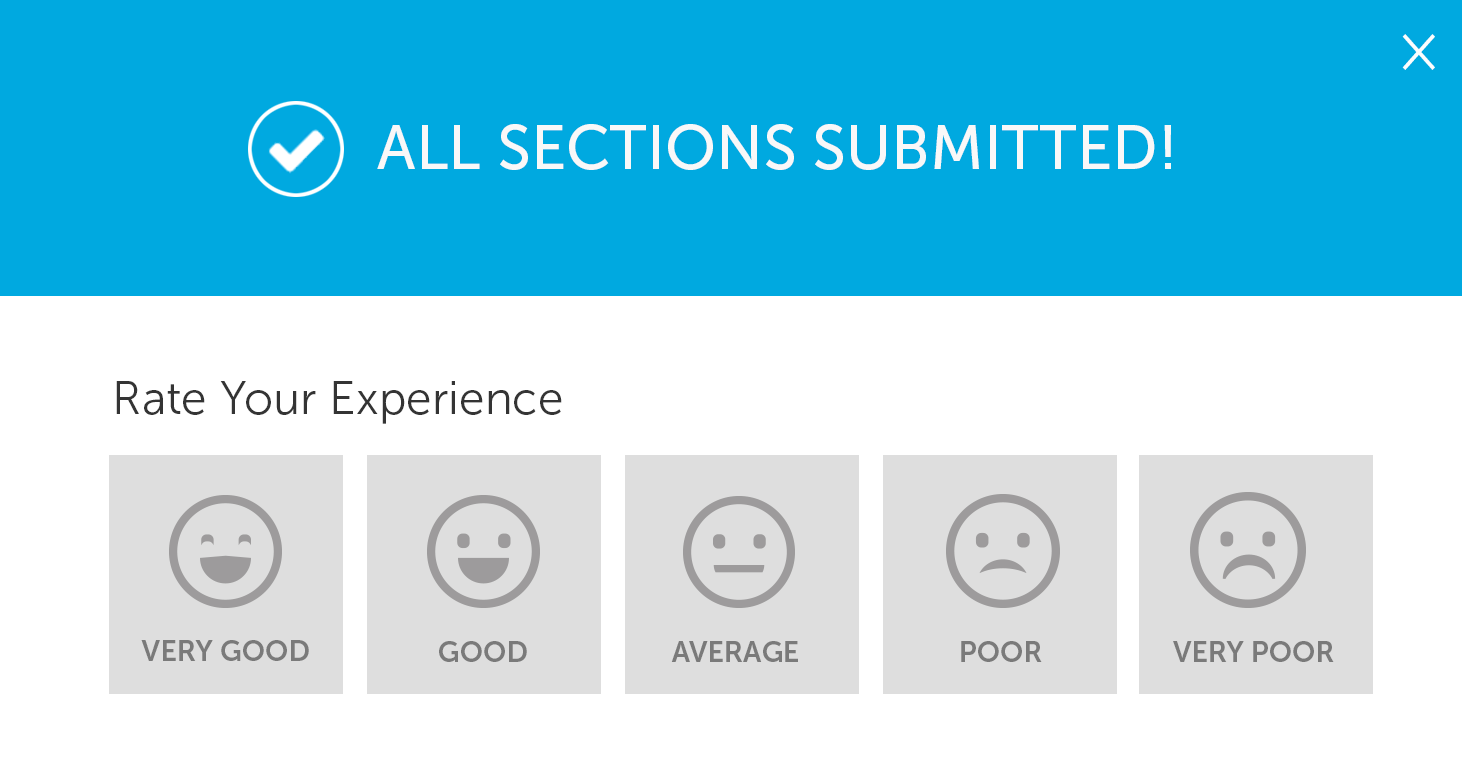 ALL SECTIONS SUBMITTED!
Rate Your Experience
VERY GOOD
GOOD
AVERAGE
POOR
VERY POOR